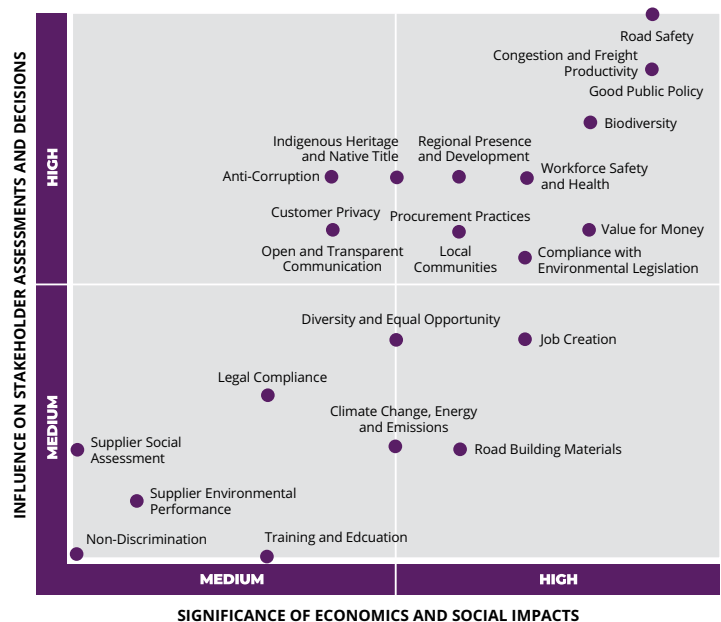 INFLUENCE ON STAKEHOLDER ASSESSMENTS AND DECISIONS
HIGH
MEDIUM
Road Safety
Congestion and Freight
Productivity
Good Public Policy
Biodiversity
Indigenous Heritage
and Native Title
Regional Presence
and Development
Anti-Corruption
Workforce Safety
and Health
Customer Privacy
Procurement Practices
Value for Money
Open and Transparent
Communication
Local
Communities
Compliance with
Environmental Legislation
Diversity and Equal Opportunity
Job Creation
Legal Compliance
Climate Change, Energy
and Emissions
Supplier Social
Assessment
Road Building Materials
Supplier Environmental
Performance
Non-Discrimination
Training and Edcuation
MEDIUM
HIGH
SIGNIFICANCE OF ECONOMICS AND SOCIAL IMPACTS